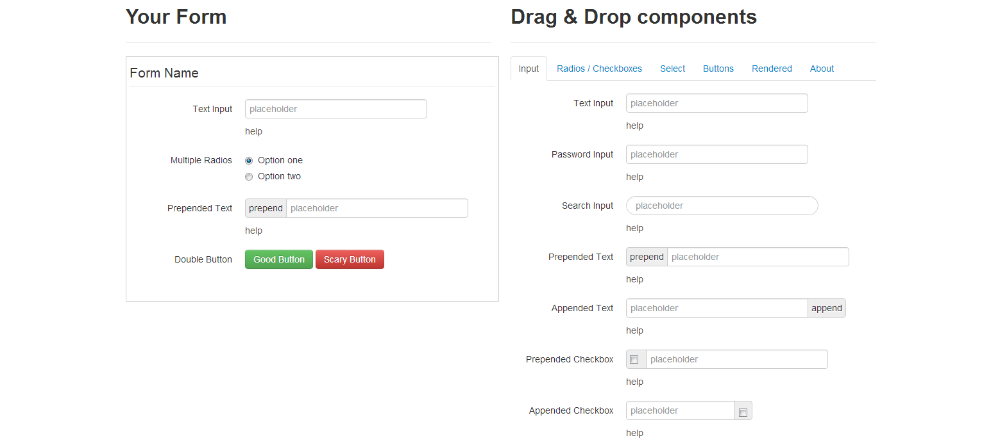 Your Form
Form Name
Text Input placeholder
help
Multiple Radios Option one
Option two
Prepended Text prepend placeholder
help
Double Button Good Button Scary Button
Drag & Drop components
Input Radios / Checkboxes Select Buttons Rendered About
Text Input placeholder
help
Password Input placeholder
help
Search Input placeholder
help
Prepended Text prepend placeholder
help
Appended Text placeholder append
help
Prepended Checkbox placeholder
help
Appended Checkbox placeholder
help